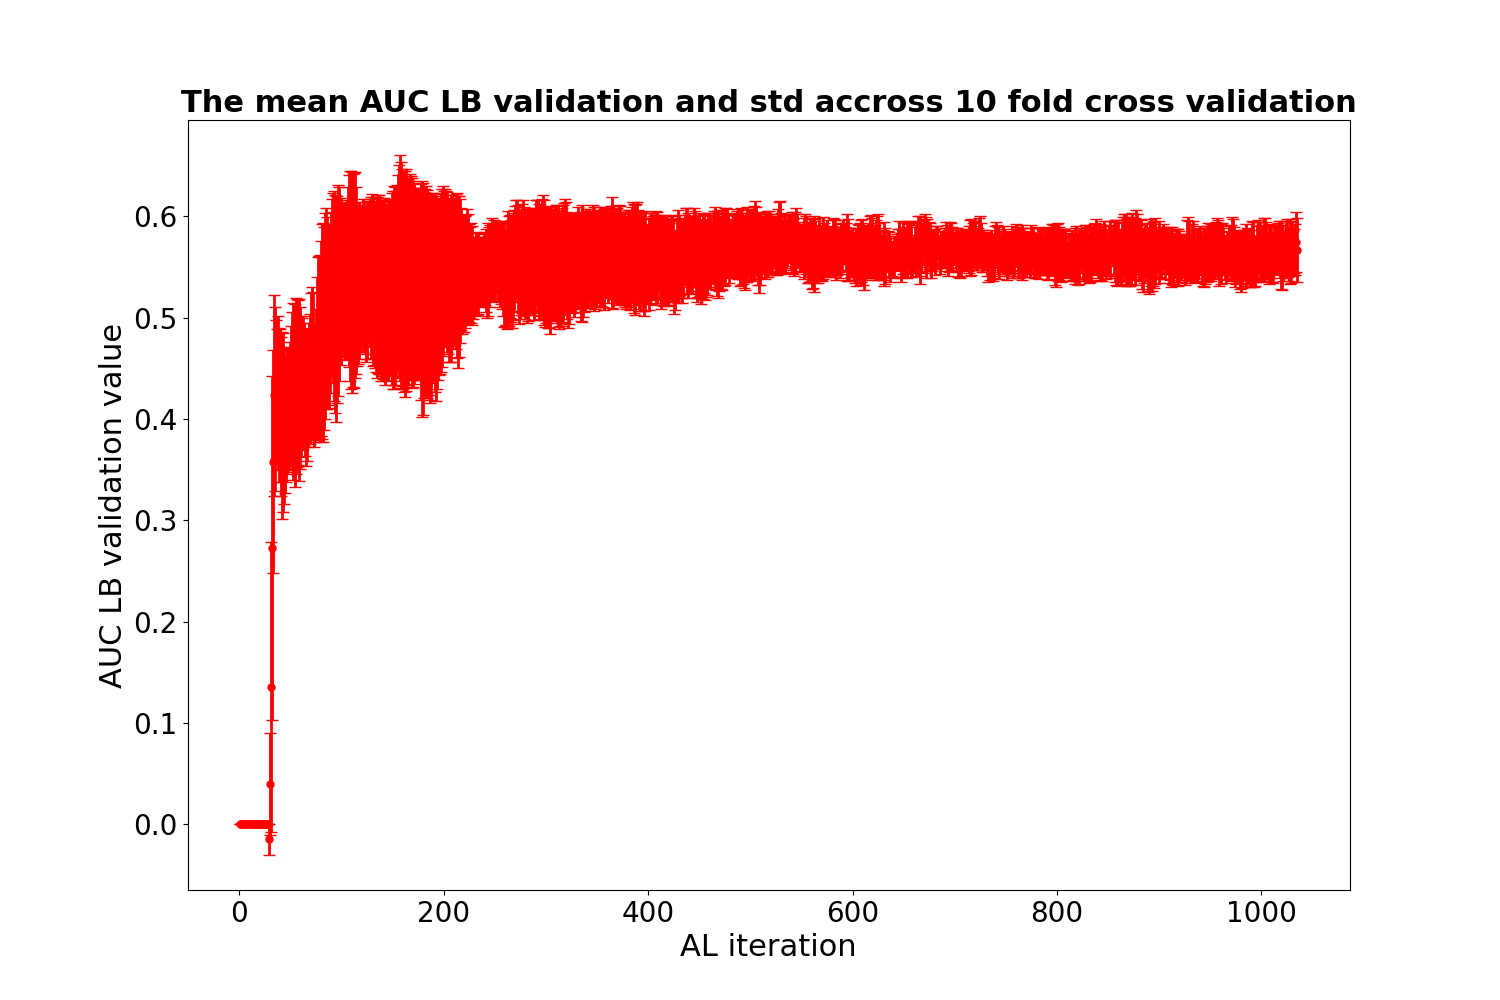 The mean AUC LB validation and std accross 10 fold cross validation
AUC LB validation value
0.6
0.5
0.4
0.3
0.2
0.1
0.0
0 200 400 600 800 1000
AL iteration